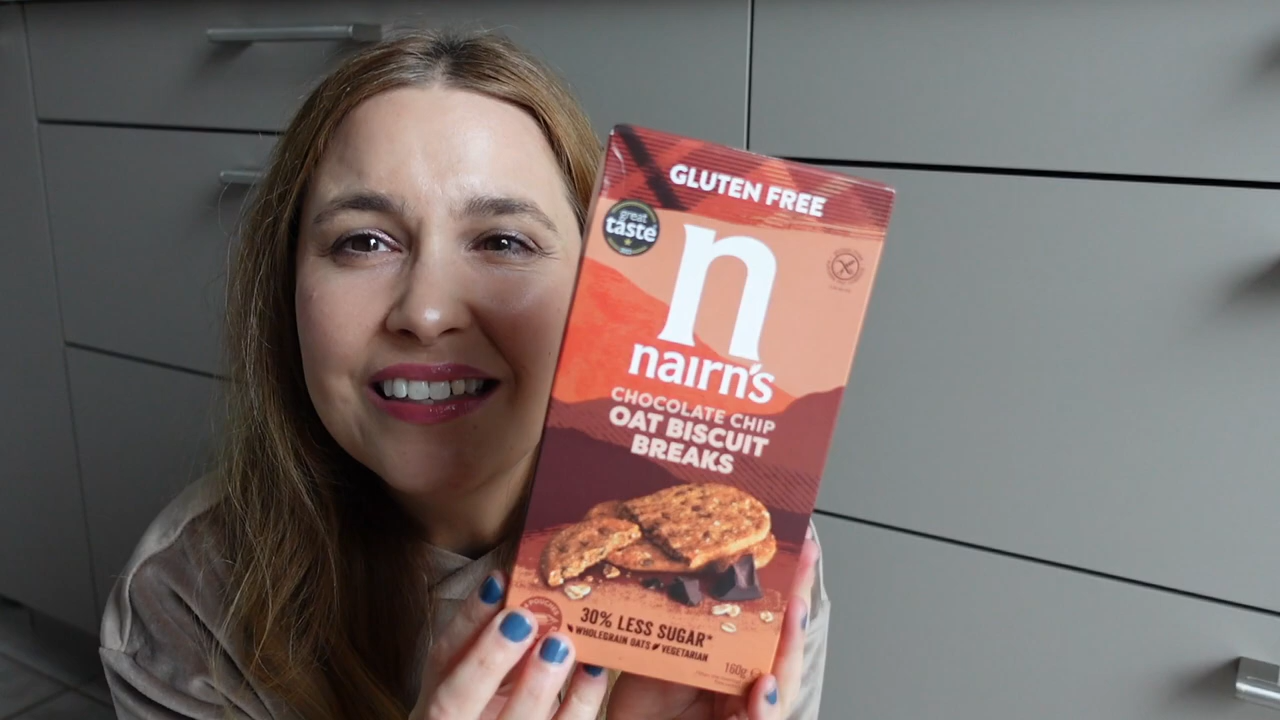 GLUTEN FREE
great
taste
n
nairn's
CHOCOLATE CHIP
OAT BISCUIT
BREAKS
30% LESS SUGAR*
WHOLEGRAIN OATS VEGETARIAN
160g e